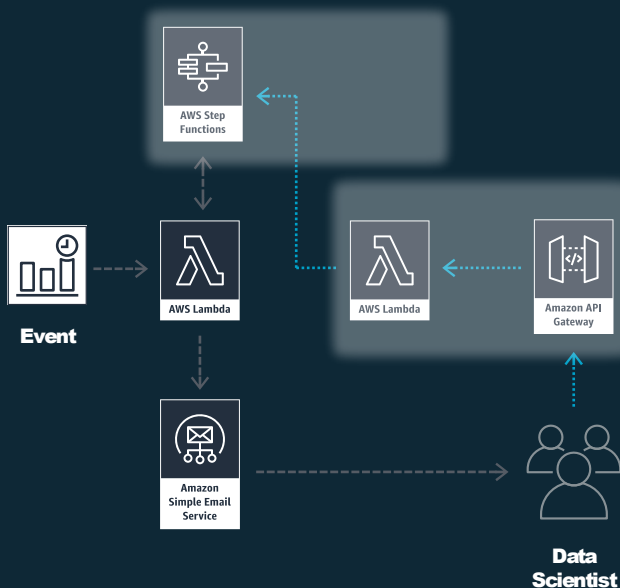 AWS Step
Functions
AWS Lambda
AWS Lambda
</>
Amazon API
Gateway
Event
Amazon
Simple Email
Service
Data
Scientist